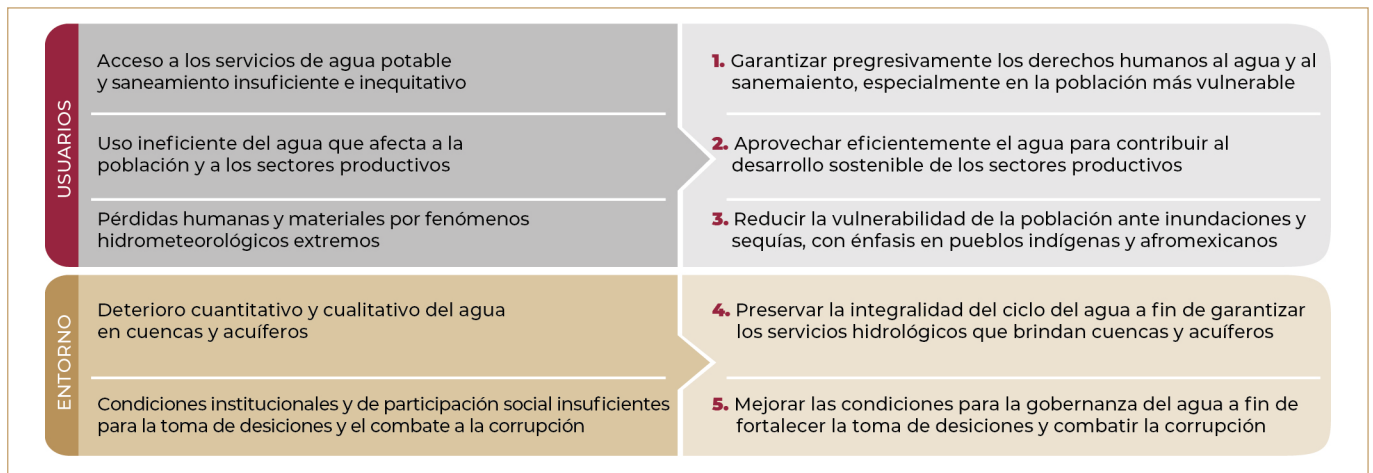 USUARIOS
Acceso a los servicios de agua potable
y saneamiento insuficiente e inequitativo
1. Garantizar pregresivamente los derechos humanos al agua y al
sanemaiento, especialmente en la población más vulnerable
Uso ineficiente del agua que afecta a la
población y a los sectores productivos
2. Aprovechar eficientemente el agua para contribuir al
desarrollo sostenible de los sectores productivos
Pérdidas humanas y materiales por fenómenos
hidrometeorológicos extremos
3. Reducir la vulnerabilidad de la población ante inundaciones y
sequías, con énfasis en pueblos indígenas y afromexicanos
ENTORNO
Deterioro cuantitativo y cualitativo del agua
en cuencas y acuíferos
4. Preservar la integralidad del ciclo del agua a fin de garantizar
los servicios hidrológicos que brindan cuencas y acuíferos
Condiciones institucionales y de participación social insuficientes
para la toma de desiciones y el combate a la corrupción
5. Mejorar las condiciones para la gobernanza del agua a fin de
fortalecer la toma de desiciones y combatir la corrupción